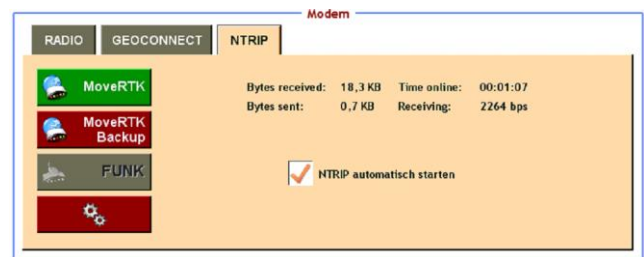 Modem
RADIO GEOCONNECT NTRIP
MoveRTK
Bytes received: 18,3 KB Time online: 00:01:07
Bytes sent: 0,7 KB Receiving: 2264 bps
MoveRTK
Backup
FUNK
NTRIP automatisch starten